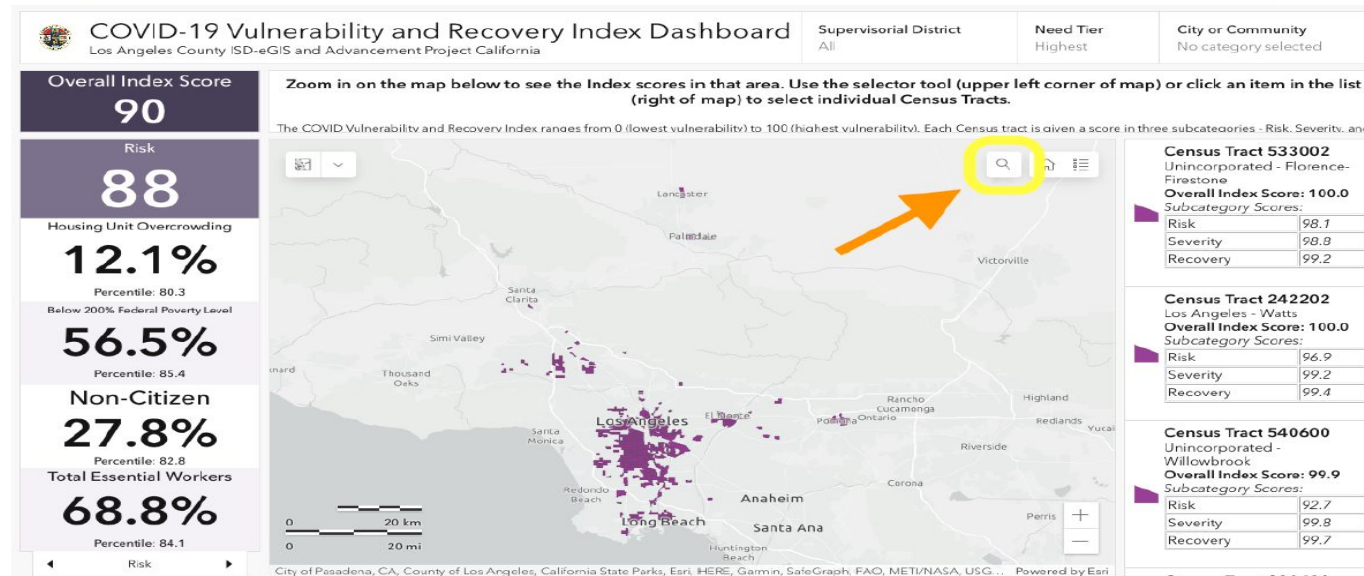 COVID-19 Vulnerability and Recovery Index Dashboard
Los Angeles County ISD-eGIS and Advancement Project California
Supervisorial District
All
Need Tier
Highest
City or Community
No category selected
Overall Index Score
90
Zoom in on the map below to see the Index scores in that area. Use the selector tool (upper left corner of map) or click an item in the list
(right of map) to select individual Census Tracts.
The COVID Vulnerability and Recovery Index ranges from 0 (lowest vulnerability) to 100 (highest vulnerability). Each Census tract is given a score in three subcategories - Risk, Severity, and
Risk
88
Housing Unit Overcrowding
12.1%
Percentile: 80.3
Below 200% Federal Poverty Level
56.5%
Percentile: 85.4
Non-Citizen
27.8%
Percentile: 82.8
Total Essential Workers
68.8%
Percentile: 84.1
Risk
Lancaster
Palmdale
Victorville
Santa
Clarita
Simi Valley
Thousand
Oaks
Los Angeles
El Monte
Pomona
Ontario
Rancho
Cucamonga
Highland
Redlands
Santa
Monica
Riverside
Corona
Redondo
Beach
Anaheim
Perris
Long Beach
Santa Ana
Huntington
Beach
0 20 km
0 20 mi
City of Pasadena, CA, County of Los Angeles, California State Parks, Esri, HERE, Garmin, SafeGraph, FAO, METI/NASA, USG... Powered by Esri
Census Tract 533002
Unincorporated - Florence-
Firestone
Overall Index Score: 100.0
Subcategory Scores:
Risk 98.1
Severity 98.8
Recovery 99.2
Census Tract 242202
Los Angeles - Watts
Overall Index Score: 100.0
Subcategory Scores:
Risk 96.9
Severity 99.2
Recovery 99.4
Census Tract 540600
Unincorporated -
Willowbrook
Overall Index Score: 99.9
Subcategory Scores:
Risk 92.7
Severity 99.8
Recovery 99.7